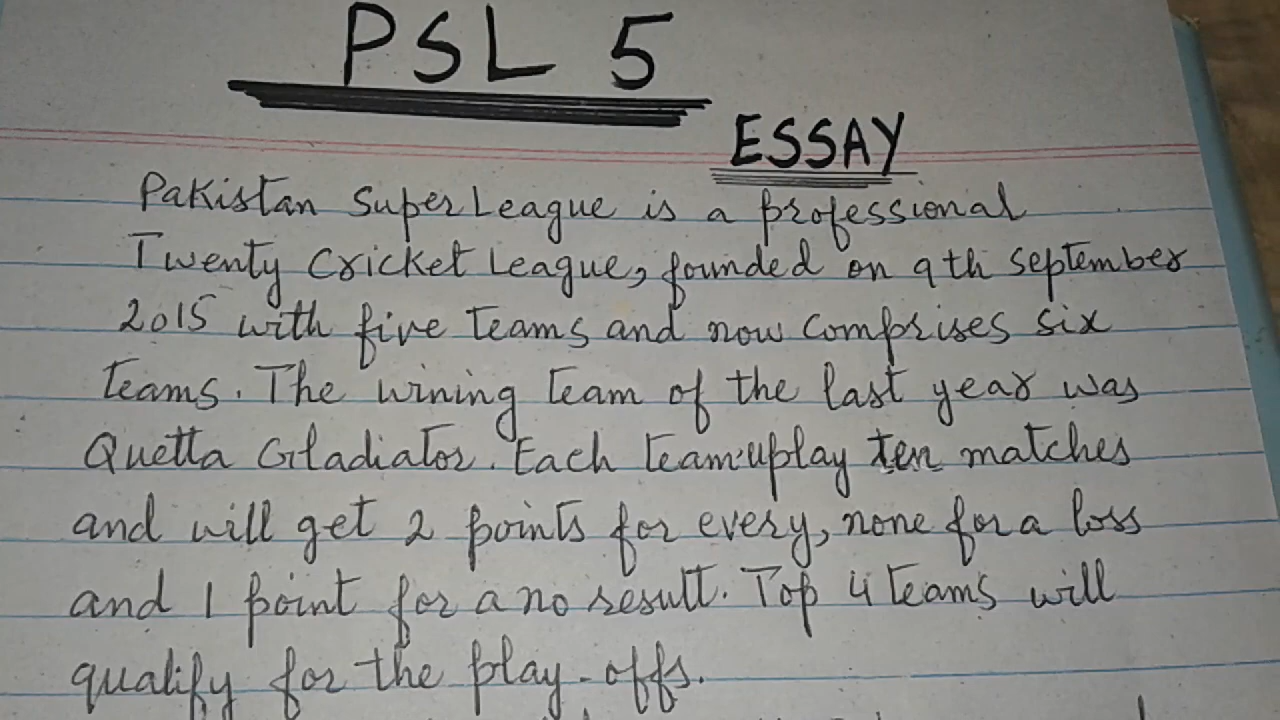 PSL 5
ESSAY
Pakistan Super League is a professional
Twenty Cricket League, founded on 9th September
2015 with five teams and now comprises six
teams. The wining team of the last year was
Quetta Gladiator. Each team play ten matches
and will get 2 points for every, none for a loss
and 1 point for a no result. Top 4 teams will
qualify for the play-offs.